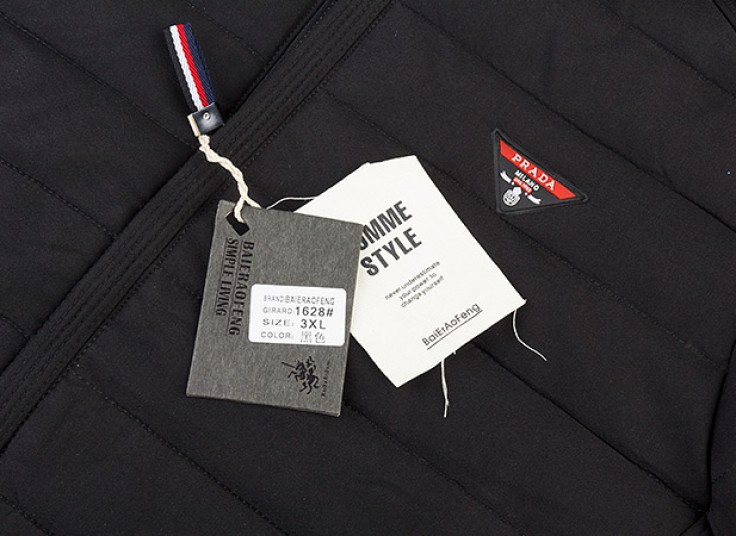 PRADA
MILANO
OMME
STYLE
never underestimate
your power to
change yourself
BaiErAoFeng
BAIERAOFENG
SIMPLE LIVING
BRAND:BAIERAOFENG
GIRARD:1628#
SIZE: 3XL
COLOR: 黑色